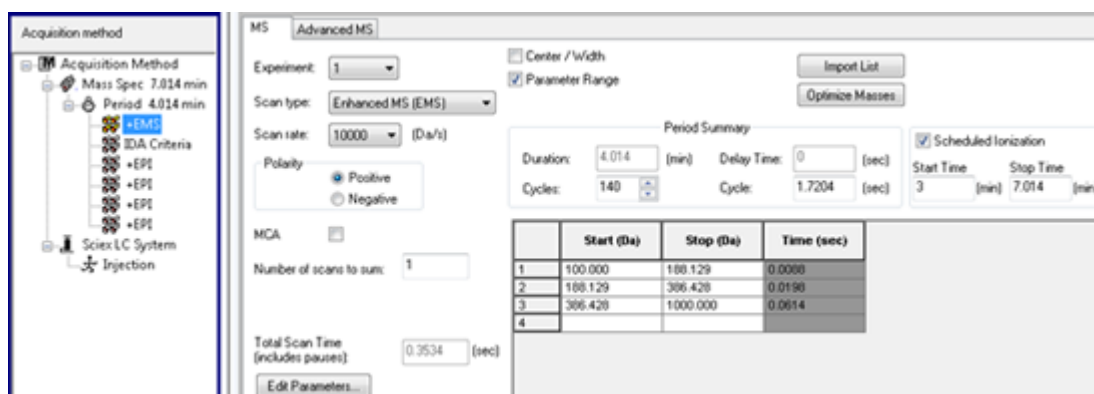 Acquisition method
Acquisition Method
Mass Spec 7.014 min
Period 4.014 min
+EMS
IDA Criteria
+EPI
+EPI
+EPI
+EPI
Sciex LC System
Injection
MS Advanced MS
Experiment: 1
Scan type: Enhanced MS (EMS)
Scan rate: 10000 (Da/s)
Polarity
Positive
Negative
MCA
Number of scans to sum: 1
Total Scan Time
(includes pauses): 0.3534 (sec)
Edit Parameters...
Center / Width
Parameter Range
Import List
Optimize Masses
Period Summary
Duration: 4.014 (min) Delay Time: 0 (sec)
Cycles: 140 Cycle: 1.7204 (sec)
Scheduled Ionization
Start Time Stop Time
3 (min) 7.014 (min
Start (Da) Stop (Da) Time (sec)
1 100.000 188.129 0.0088
2 188.129 386.428 0.0198
3 386.428 1000.000 0.0614
4